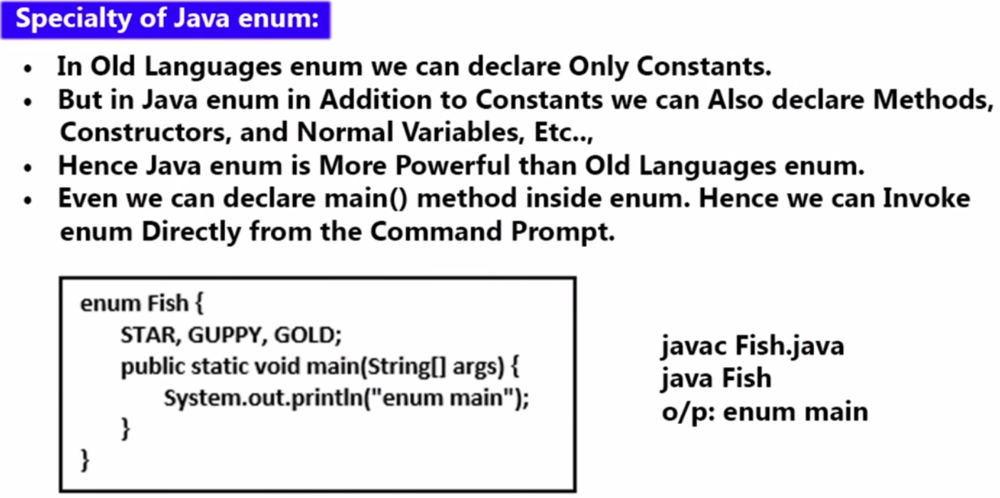 Specialty of Java enum:
• In Old Languages enum we can declare Only Constants.
• But in Java enum in Addition to Constants we can Also declare Methods,
Constructors, and Normal Variables, Etc..,
• Hence Java enum is More Powerful than Old Languages enum.
• Even we can declare main() method inside enum. Hence we can Invoke
enum Directly from the Command Prompt.
enum Fish {
STAR, GUPPY, GOLD;
public static void main(String[] args) {
System.out.println("enum main");
}
}
javac Fish.java
java Fish
o/p: enum main